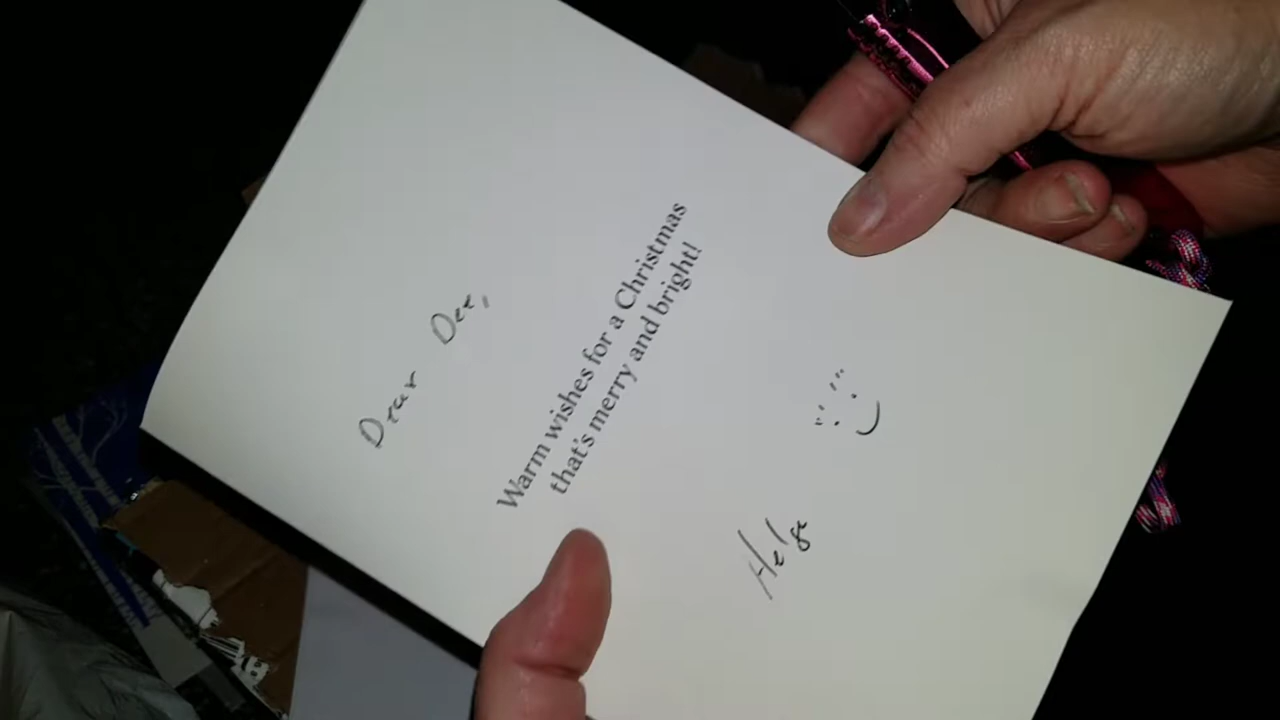 Dear Dee,
Warm wishes for a Christmas
that's merry and bright!
Helge